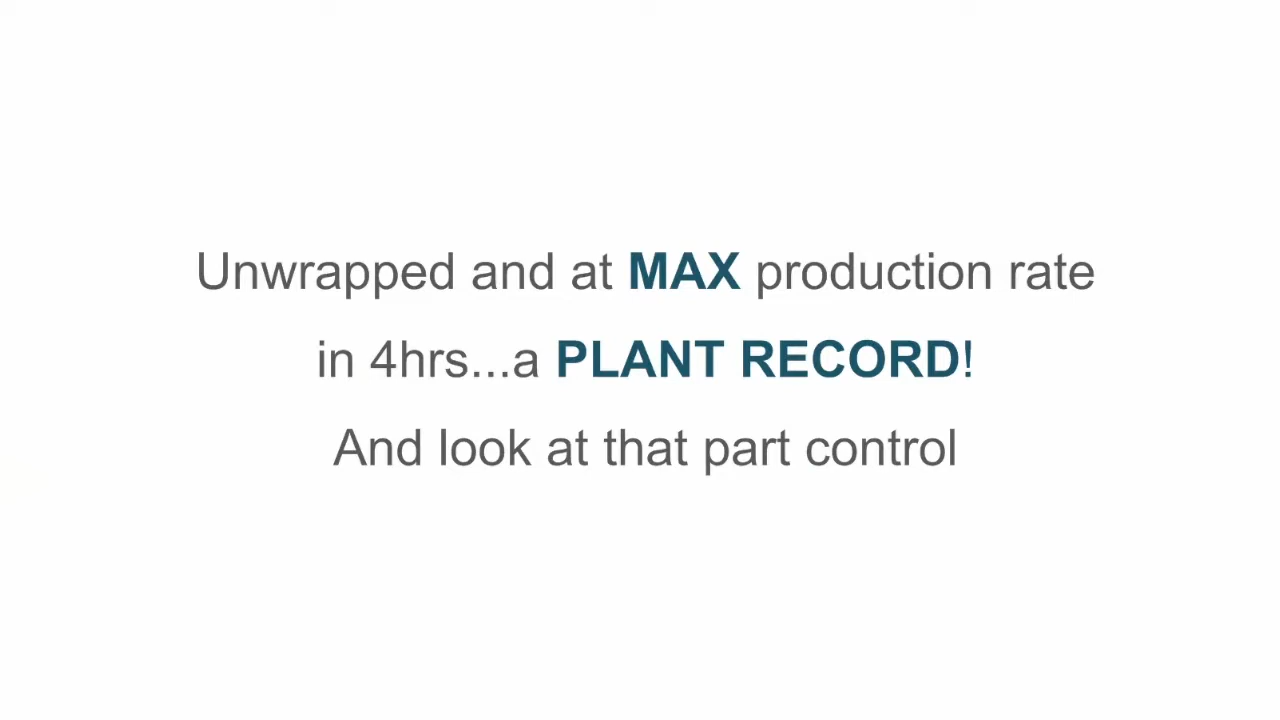 Unwrapped and at MAX production rate
in 4hrs...a PLANT RECORD!
And look at that part control